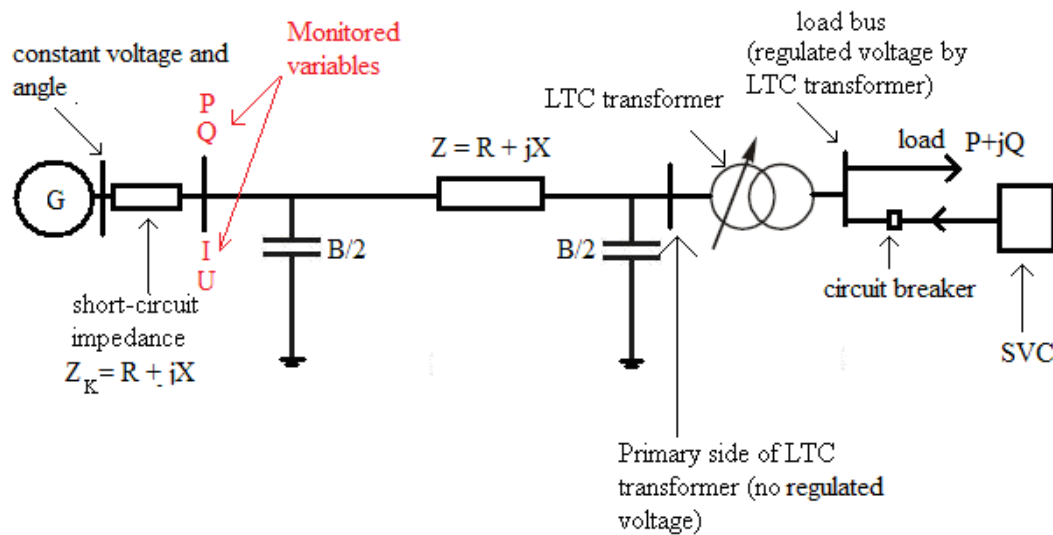 constant voltage and
angle
G
short-circuit
impedance
Z_K = R + jX
Monitored
variables
P
Q
I
U
B/2
Z = R + jX
B/2
LTC transformer
Primary side of LTC
transformer (no regulated
voltage)
load bus
(regulated voltage by
LTC transformer)
load
P+jQ
circuit breaker
SVC